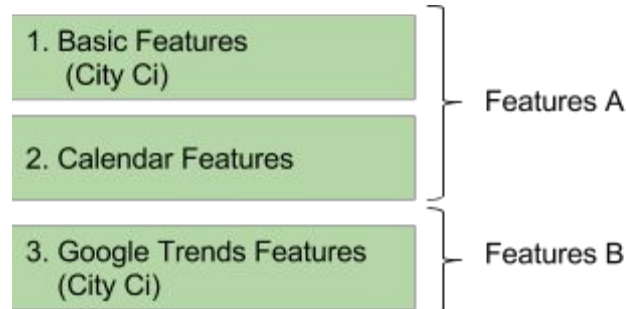 1. Basic Features
(City Ci)
Features A
2. Calendar Features
3. Google Trends Features
(City Ci)
Features B